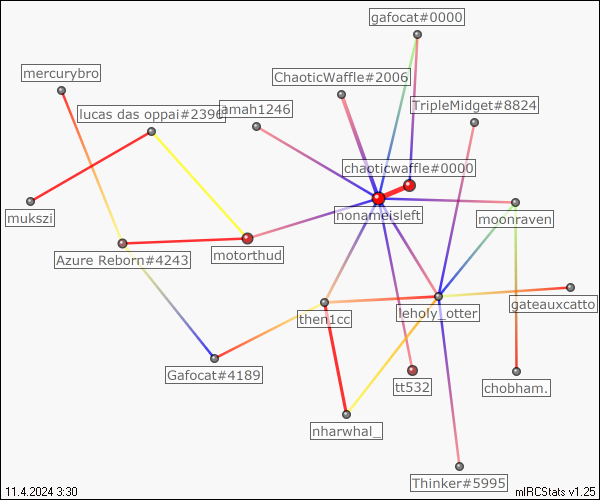 gafocat#0000
mercurybro
ChaoticWaffle#2006
lucas das oppai#2396
amah1246
TripleMidget#8824
chaoticwaffle#0000
mukszi
nonameisleft
moonraven
Azure Reborn#4243
motorthud
then1cc
leholy_otter
gateauxcatto
Gafocat#4189
tt532
chobham.
nharwhal_
Thinker#5995
11.4.2024 3:30
mIRCStats v1.25